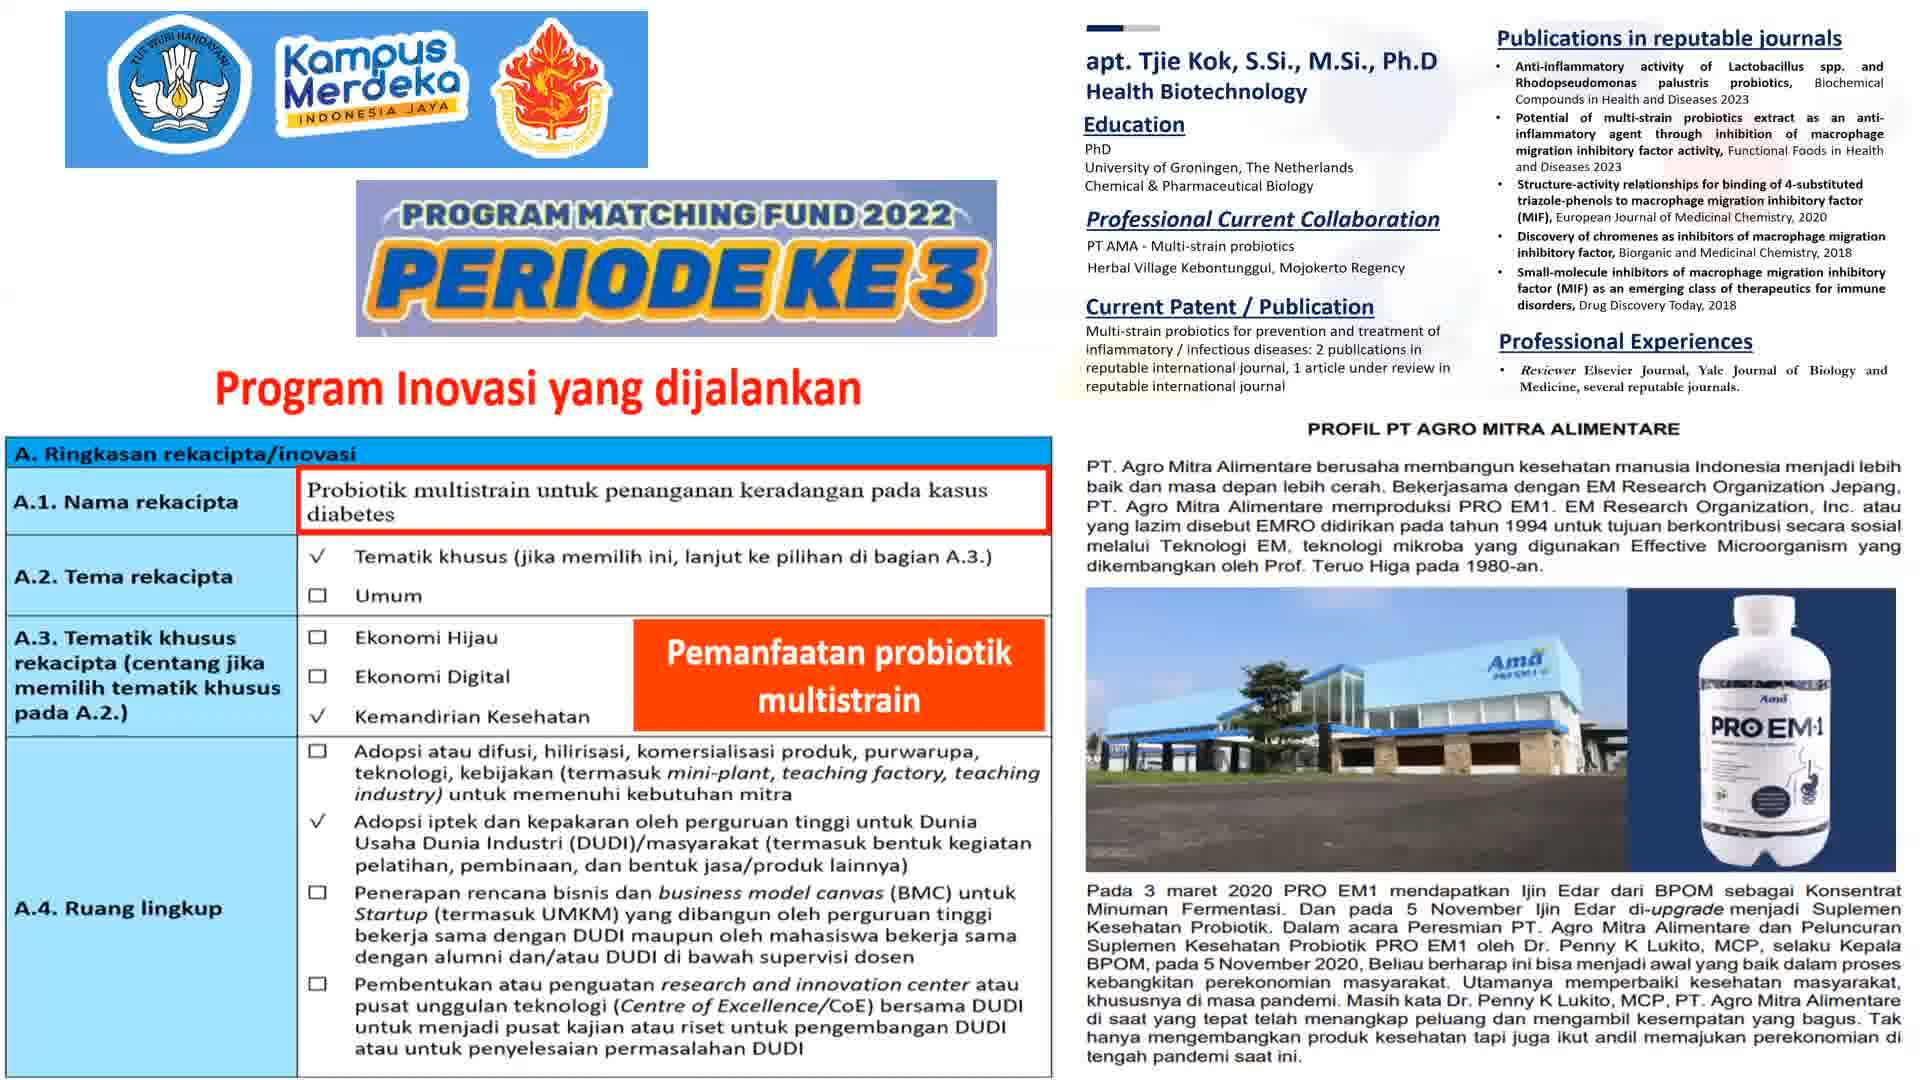 TUT WURI HANDAYANI
Kampus
Merdeka
INDONESIA JAYA
PROGRAM MATCHING FUND 2022
PERIODE KE 3
Program Inovasi yang dijalankan
A. Ringkasan rekacipta/inovasi
A.1. Nama rekacipta
Probiotik multistrain untuk penanganan keradangan pada kasus
diabetes
A.2. Tema rekacipta
✓ Tematik khusus (jika memilih ini, lanjut ke pilihan di bagian A.3.)
☐ Umum
A.3. Tematik khusus
rekacipta (centang jika
memilih tematik khusus
pada A.2.)
☐ Ekonomi Hijau
☐ Ekonomi Digital
✓ Kemandirian Kesehatan
Pemanfaatan probiotik
multistrain
A.4. Ruang lingkup
☐ Adopsi atau difusi, hilirisasi, komersialisasi produk, purwarupa,
teknologi, kebijakan (termasuk mini-plant, teaching factory, teaching
industry) untuk memenuhi kebutuhan mitra
✓ Adopsi iptek dan kepakaran oleh perguruan tinggi untuk Dunia
Usaha Dunia Industri (DUDI)/masyarakat (termasuk bentuk kegiatan
pelatihan, pembinaan, dan bentuk jasa/produk lainnya)
☐ Penerapan rencana bisnis dan business model canvas (BMC) untuk
Startup (termasuk UMKM) yang dibangun oleh perguruan tinggi
bekerja sama dengan DUDI maupun oleh mahasiswa bekerja sama
dengan alumni dan/atau DUDI di bawah supervisi dosen
☐ Pembentukan atau penguatan research and innovation center atau
pusat unggulan teknologi (Centre of Excellence/CoE) bersama DUDI
untuk menjadi pusat kajian atau riset untuk pengembangan DUDI
atau untuk penyelesaian permasalahan DUDI
apt. Tjie Kok, S.Si., M.Si., Ph.D
Health Biotechnology
Education
PhD
University of Groningen, The Netherlands
Chemical & Pharmaceutical Biology
Professional Current Collaboration
PT AMA - Multi-strain probiotics
Herbal Village Kebontunggul, Mojokerto Regency
Current Patent / Publication
Multi-strain probiotics for prevention and treatment of
inflammatory / infectious diseases: 2 publications in
reputable international journal, 1 article under review in
reputable international journal
Publications in reputable journals
• Anti-inflammatory activity of Lactobacillus spp. and
Rhodopseudomonas palustris probiotics, Biochemical
Compounds in Health and Diseases 2023
• Potential of multi-strain probiotics extract as an anti-
inflammatory agent through inhibition of macrophage
migration inhibitory factor activity, Functional Foods in Health
and Diseases 2023
• Structure-activity relationships for binding of 4-substituted
triazole-phenols to macrophage migration inhibitory factor
(MIF), European Journal of Medicinal Chemistry, 2020
• Discovery of chromenes as inhibitors of macrophage migration
inhibitory factor, Biorganic and Medicinal Chemistry, 2018
• Small-molecule inhibitors of macrophage migration inhibitory
factor (MIF) as an emerging class of therapeutics for immune
disorders, Drug Discovery Today, 2018
Professional Experiences
• Reviewer Elsevier Journal, Yale Journal of Biology and
Medicine, several reputable journals.
PROFIL PT AGRO MITRA ALIMENTARE
PT. Agro Mitra Alimentare berusaha membangun kesehatan manusia Indonesia menjadi lebih
baik dan masa depan lebih cerah. Bekerjasama dengan EM Research Organization Jepang,
PT. Agro Mitra Alimentare memproduksi PRO EM1. EM Research Organization, Inc. atau
yang lazim disebut EMRO didirikan pada tahun 1994 untuk tujuan berkontribusi secara sosial
melalui Teknologi EM, teknologi mikroba yang digunakan Effective Microorganism yang
dikembangkan oleh Prof. Teruo Higa pada 1980-an.
Ama
Ama
PRO EM·1
Pada 3 maret 2020 PRO EM1 mendapatkan Ijin Edar dari BPOM sebagai Konsentrat
Minuman Fermentasi. Dan pada 5 November Ijin Edar di-upgrade menjadi Suplemen
Kesehatan Probiotik. Dalam acara Peresmian PT. Agro Mitra Alimentare dan Peluncuran
Suplemen Kesehatan Probiotik PRO EM1 oleh Dr. Penny K Lukito, MCP, selaku Kepala
BPOM, pada 5 November 2020, Beliau berharap ini bisa menjadi awal yang baik dalam proses
kebangkitan perekonomian masyarakat. Utamanya memperbaiki kesehatan masyarakat,
khususnya di masa pandemi. Masih kata Dr. Penny K Lukito, MCP, PT. Agro Mitra Alimentare
di saat yang tepat telah menangkap peluang dan mengambil kesempatan yang bagus. Tak
hanya mengembangkan produk kesehatan tapi juga ikut andil memajukan perekonomian di
tengah pandemi saat ini.